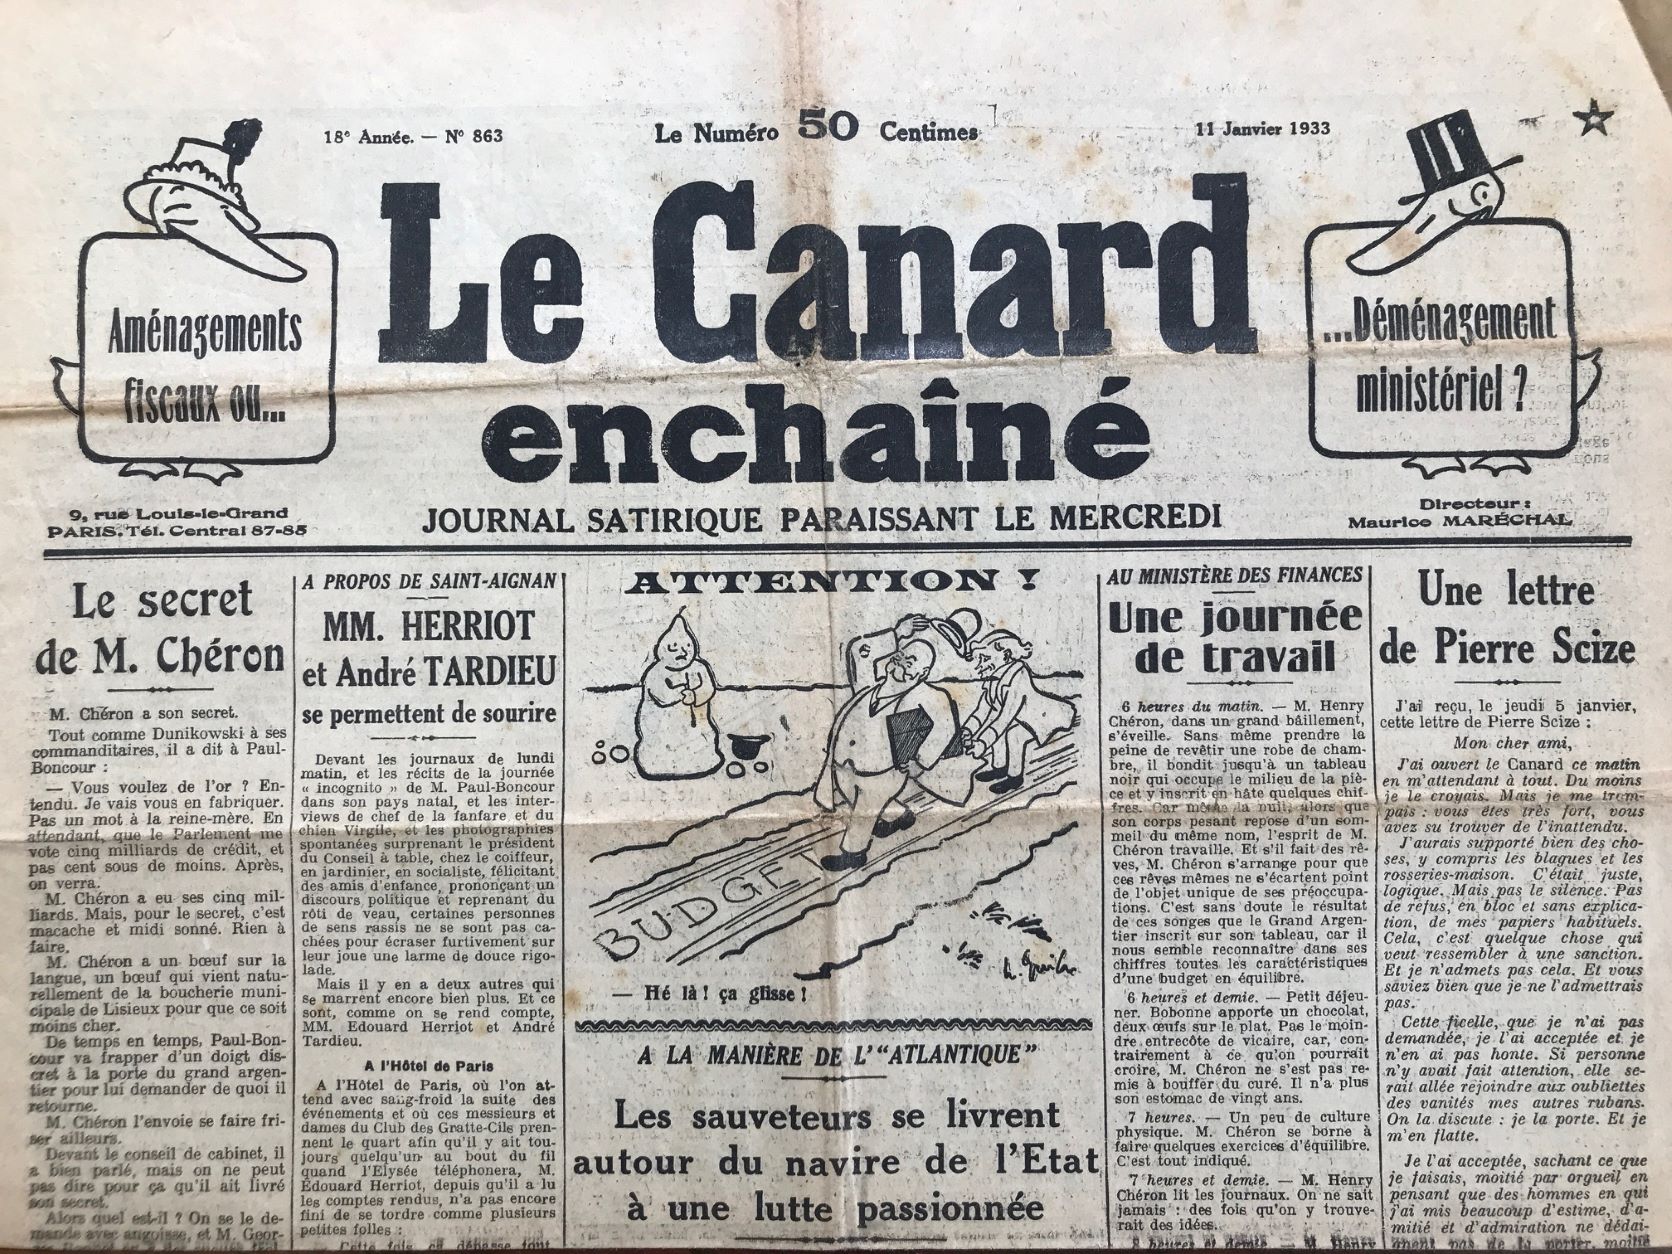 18e Année. — No 863
Le Numéro 50 Centimes
11 Janvier 1933
Le Canard
enchaîné
Aménagements
fiscaux ou...
...Déménagement
ministériel ?
9, rue Louis-le-Grand
PARIS. Tél. Central 87-85
JOURNAL SATIRIQUE PARAISSANT LE MERCREDI
Directeur :
Maurice MARÉCHAL
Le secret
de M. Chéron
M. Chéron a son secret.
Tout comme Dunikowski à ses
commanditaires, il a dit à Paul-
Boncour :
— Vous voulez de l'or ? En-
tendu. Je vais vous en fabriquer.
Pas un mot à la reine-mère. En
attendant, que le Parlement me
vote cinq milliards de crédit, et
pas cent sous de moins. Après,
on verra.
M. Chéron a eu ses cinq mil-
liards. Mais, pour le secret, c'est
macache et midi sonné. Rien à
faire.
M. Chéron a un bœuf sur la
langue, un bœuf qui vient natu-
rellement de la boucherie muni-
cipale de Lisieux pour que ce soit
moins cher.
De temps en temps, Paul-Bon-
cour va frapper d'un doigt dis-
cret à la porte du grand argen-
tier pour lui demander de quoi il
retourne.
M. Chéron l'envoie se faire fri-
ser ailleurs.
Devant le conseil de cabinet, il
a bien parlé, mais on ne peut
pas dire pour ça qu'il ait livré
son secret.
Alors quel est-il ? On se le de-
mande avec angoisse, et M. Geor-
A PROPOS DE SAINT-AIGNAN
MM. HERRIOT
et André TARDIEU
se permettent de sourire
Devant les journaux de lundi
matin, et les récits de la journée
« incognito » de M. Paul-Boncour
dans son pays natal, et les inter-
views de chef de la fanfare et du
chien Virgile, et les photographies
spontanées surprenant le président
du Conseil à table, chez le coiffeur,
en jardinier, en socialiste, félicitant
des amis d'enfance, prononçant un
discours politique et reprenant du
rôti de veau, certaines personnes
de sens rassis ne se sont pas ca-
chées pour écraser furtivement sur
leur joue une larme de douce rigo-
lade.
Mais il y en a deux autres qui
se marrent encore bien plus. Et ce
sont, comme on se rend compte,
MM. Edouard Herriot et André
Tardieu.
A l'Hôtel de Paris
A l'Hôtel de Paris, où l'on at-
tend avec sang-froid la suite des
événements et où ces messieurs et
dames du Club des Gratte-Cils pren-
nent le quart afin qu'il y ait tou-
jours quelqu'un au bout du fil
quand l'Elysée téléphonera, M.
Édouard Herriot, depuis qu'il a lu
les comptes rendus, n'a pas encore
fini de se tordre comme plusieurs
petites folles :
Cette fois, ça dépasse tout
ATTENTION !
BUDGET
— Hé là ! ça glisse !
A LA MANIÈRE DE L'"ATLANTIQUE"
Les sauveteurs se livrent
autour du navire de l'Etat
à une lutte passionnée
AU MINISTÈRE DES FINANCES
Une journée
de travail
6 heures du matin. — M. Henry
Chéron, dans un grand bâillement,
s'éveille. Sans même prendre la
peine de revêtir une robe de cham-
bre, il bondit jusqu'à un tableau
noir qui occupe le milieu de la piè-
ce et y inscrit en hâte quelques chif-
fres. Car même la nuit, alors que
son corps pesant repose d'un som-
meil du même nom, l'esprit de M.
Chéron travaille. Et s'il fait des rê-
ves, M. Chéron s'arrange pour que
ces rêves mêmes ne s'écartent point
de l'objet unique de ses préoccupa-
tions. C'est sans doute le résultat
de ces songes que le Grand Argen-
tier inscrit sur son tableau, car il
nous semble reconnaître dans ses
chiffres toutes les caractéristiques
d'une budget en équilibre.
6 heures et demie. — Petit déjeu-
ner. Bobonne apporte un chocolat,
deux œufs sur le plat. Pas le moin-
dre entrecôte de vicaire, car, con-
trairement à ce qu'on pourrait
croire, M. Chéron ne s'est pas re-
mis à bouffer du curé. Il n'a plus
son estomac de vingt ans.
7 heures. — Un peu de culture
physique. M. Chéron se borne à
faire quelques exercices d'équilibre.
C'est tout indiqué.
7 heures et demie. — M. Henry
Chéron lit les journaux. On ne sait
jamais : des fois qu'on y trouve-
rait des idées.
8 heures et demie. — M. Henry
Une lettre
de Pierre Scize
J'ai reçu, le jeudi 5 janvier,
cette lettre de Pierre Scize :
Mon cher ami,
J'ai ouvert le Canard ce matin
en m'attendant à tout. Du moins
je le croyais. Mais je me trom-
pais : vous êtes très fort, vous
avez su trouver de l'inattendu.
J'aurais supporté bien des cho-
ses, y compris les blagues et les
rosseries-maison. C'était juste,
logique. Mais pas le silence. Pas
de refus, en bloc et sans explica-
tion, de mes papiers habituels.
Cela, c'est quelque chose qui
veut ressembler à une sanction.
Et je n'admets pas cela. Et vous
saviez bien que je ne l'admettrais
pas.
Cette ficelle, que je n'ai pas
demandée, je l'ai acceptée et je
n'en ai pas honte. Si personne
n'y avait fait attention, elle se-
rait allée rejoindre aux oubliettes
des vanités mes autres rubans.
On la discute : je la porte. Et je
m'en flatte.
Je l'ai acceptée, sachant ce que
je faisais, moitié par orgueil en
pensant que des hommes en qui
j'ai mis beaucoup d'estime, d'a-
mitié et d'admiration ne dédai-
gnent pas de la porter, moitié